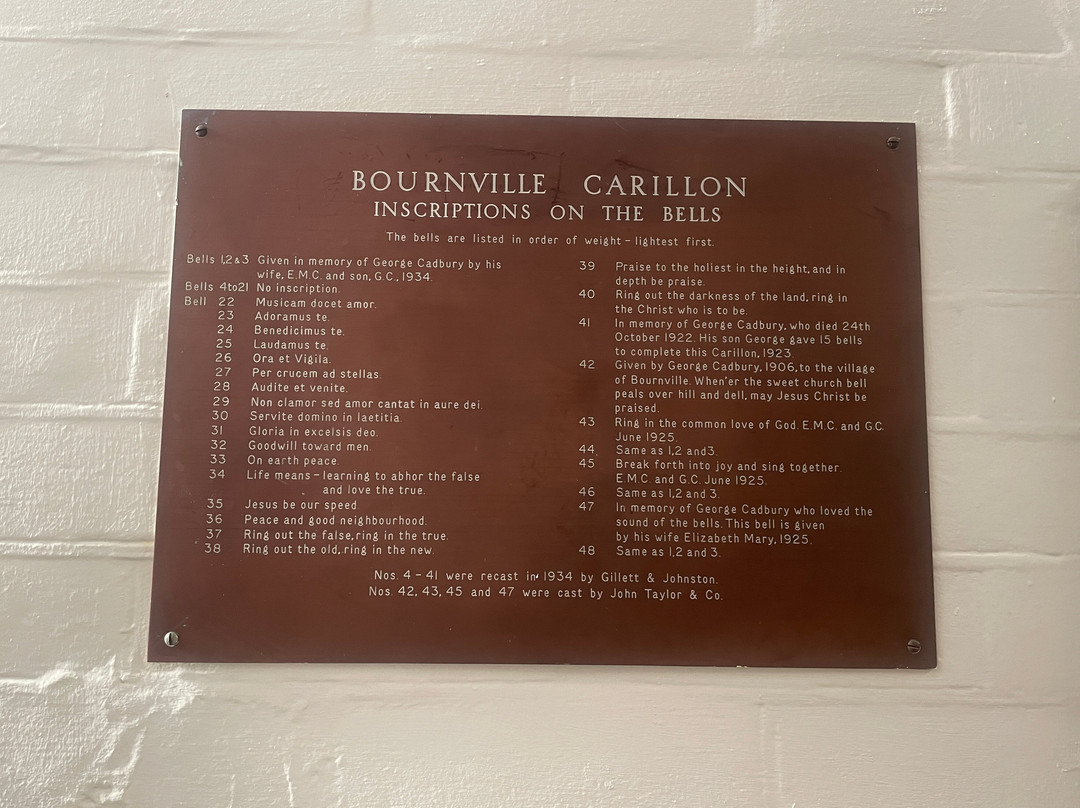 BOURNVILLE CARILLON
INSCRIPTIONS ON THE BELLS
The bells are listed in order of weight – lightest first.
Bells 1,2&3 Given in memory of George Cadbury by his
wife, E.M.C. and son, G.C., 1934.
Bells 4to21 No inscription.
Bell 22 Musicam docet amor.
23 Adoramus te.
24 Benedicimus te.
25 Laudamus te.
26 Ora et Vigila.
27 Per crucem ad stellas.
28 Audite et venite.
29 Non clamor sed amor cantat in aure dei.
30 Servite domino in laetitia.
31 Gloria in excelsis deo.
32 Goodwill toward men.
33 On earth peace.
34 Life means – learning to abhor the false
and love the true.
35 Jesus be our speed.
36 Peace and good neighbourhood.
37 Ring out the false, ring in the true.
38 Ring out the old, ring in the new.
39 Praise to the holiest in the height, and in
depth be praise.
40 Ring out the darkness of the land, ring in
the Christ who is to be.
41 In memory of George Cadbury, who died 24th
October 1922. His son George gave 15 bells
to complete this Carillon, 1923.
42 Given by George Cadbury, 1906, to the village
of Bournville. When'er the sweet church bell
peals over hill and dell, may Jesus Christ be
praised.
43 Ring in the common love of God. E.M.C. and G.C.
June 1925.
44 Same as 1,2 and 3.
45 Break forth into joy and sing together.
E.M.C. and G.C. June 1925.
46 Same as 1,2 and 3.
47 In memory of George Cadbury who loved the
sound of the bells. This bell is given
by his wife Elizabeth Mary, 1925.
48 Same as 1,2 and 3.
Nos. 4 – 41 were recast in 1934 by Gillett & Johnston.
Nos. 42, 43, 45 and 47 were cast by John Taylor & Co.